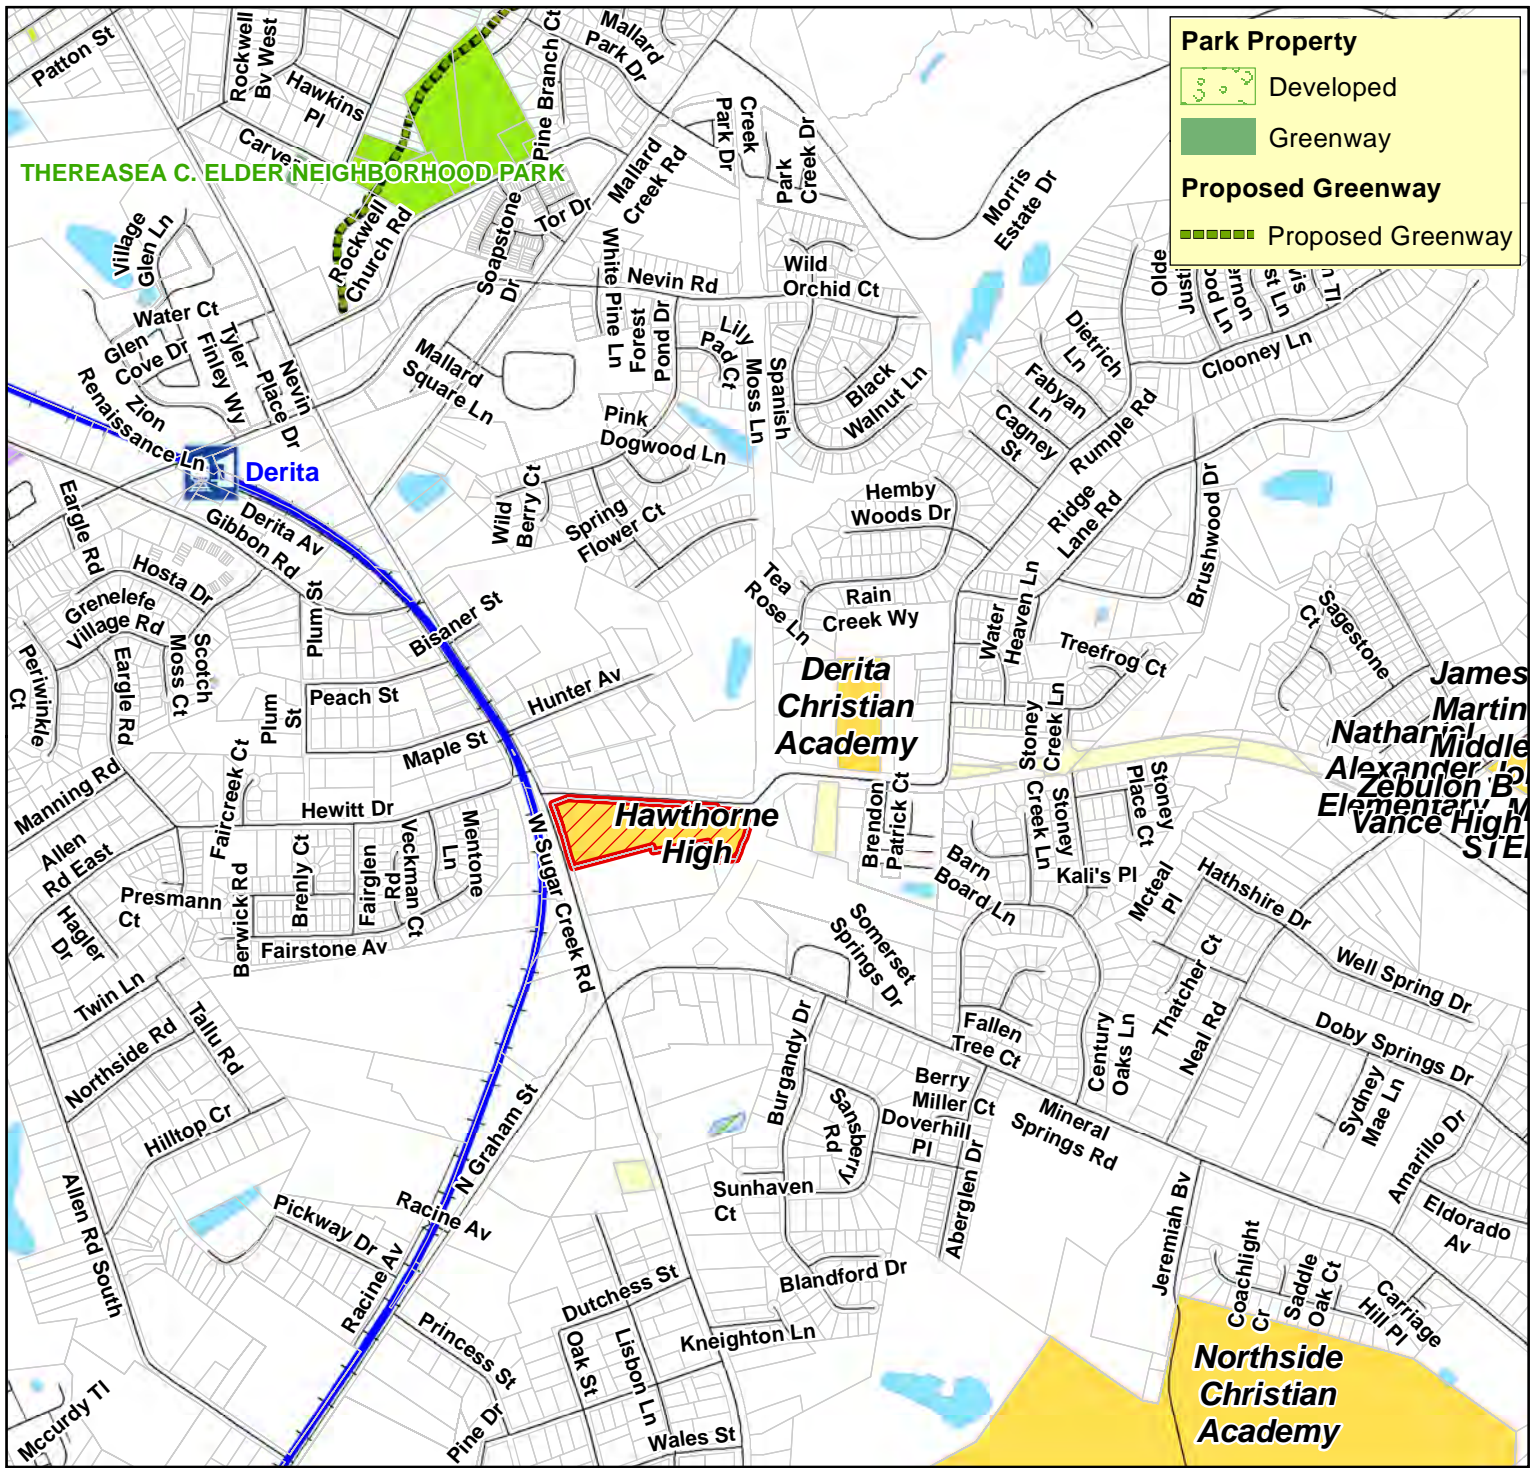 Park Property
Developed
Greenway
Proposed Greenway
Proposed Greenway
Patton St
Rockwell
Bv West
Hawkins
Pl
Pine Branch Ct
Mallard
Park Dr
THEREASEA C. ELDER NEIGHBORHOOD PARK
Mallard
Creek Rd
Creek
Park Dr
Park
Creek Dr
Morris
Estate Dr
Village
Glen Ln
Rockwell
Church Rd
Soapstone
Dr
Tor Dr
White Pine Ln
Nevin Rd
Wild
Orchid Ct
Olde
Clooney Ln
Water Ct
Glen
Cove Dr
Tyler
Finley Wy
Nevin
Place Dr
Mallard
Square Ln
Forest
Pond Dr
Lily
Pad Ct
Spanish
Moss Ln
Black
Walnut Ln
Dietrich
Ln
Fabyan
Ln
Cagney
St
Rumple Rd
Zion
Renaissance Ln
Derita
Pink
Dogwood Ln
Wild
Berry Ct
Spring
Flower Ct
Hemby
Woods Dr
Ridge
Lane Rd
Brushwood Dr
Eargle Rd
Derita Av
Gibbon Rd
Hosta Dr
Grenelefe
Village Rd
Plum St
Bisaner St
Tea
Rose Ln
Rain
Creek Wy
Water
Heaven Ln
Treefrog Ct
Sagestone
Ct
Periwinkle
Ct
Eargle Rd
Scotch
Moss Ct
Plum
St
Peach St
Hunter Av
Maple St
Derita
Christian
Academy
Stoney
Creek Ln
James
Martin
Middle
Nathaniel
Alexander
Elementary
Zebulon B
Vance High
Manning Rd
Faircreek Ct
Hewitt Dr
Hawthorne
High
Brendon
Patrick Ct
Stoney
Creek Ln
Stoney
Place Ct
Allen
Rd East
Presmann
Ct
Berwick Rd
Brenly Ct
Fairglen
Rd
Veckman Ct
Mentone
Ln
W Sugar Creek Rd
Barn
Board Ln
Kali's Pl
Mcteal
Pl
Hathshire Dr
Hagler
Dr
Fairstone Av
Somerset
Springs Dr
Thatcher Ct
Well Spring Dr
Twin Ln
Tallu Rd
Northside Rd
Burgandy Dr
Fallen
Tree Ct
Century
Oaks Ln
Neal Rd
Doby Springs Dr
Sydney
Mae Ln
Hilltop Cr
N Graham St
Sansberry
Rd
Berry
Miller Ct
Doverhill
Pl
Mineral
Springs Rd
Amarillo Dr
Allen Rd South
Pickway Dr
Racine Av
Racine Av
Sunhaven
Ct
Aberglen Dr
Jeremiah Bv
Eldorado
Av
Blandford Dr
Coachlight
Cr
Saddle
Oak Ct
Carriage
Hill Pl
Dutchess St
Princess St
Oak St
Lisbon Ln
Kneighton Ln
Northside
Christian
Academy
Mccurdy Tl
Pine Dr
Wales St